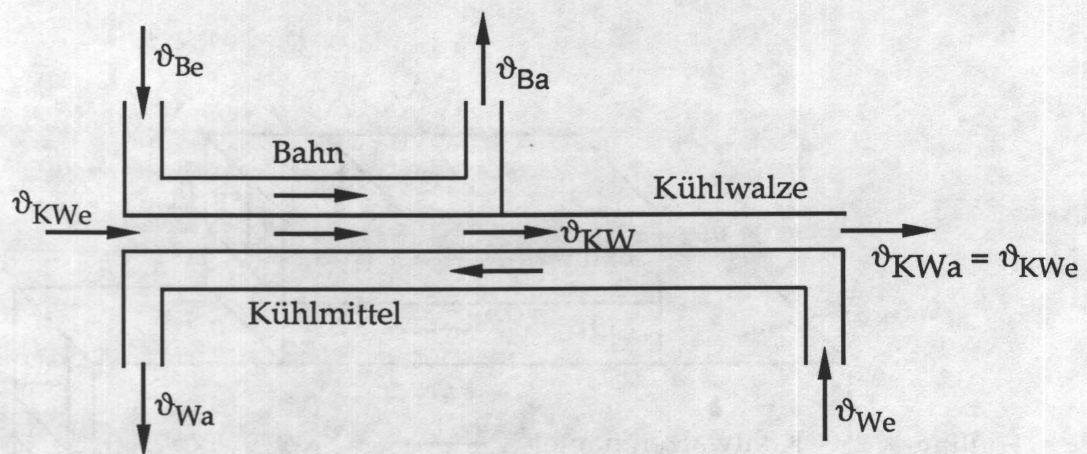 ϑBe
ϑBa
Bahn
Kühlwalze
ϑKWe
ϑKW
ϑKWa = ϑKWe
Kühlmittel
ϑWa
ϑWe